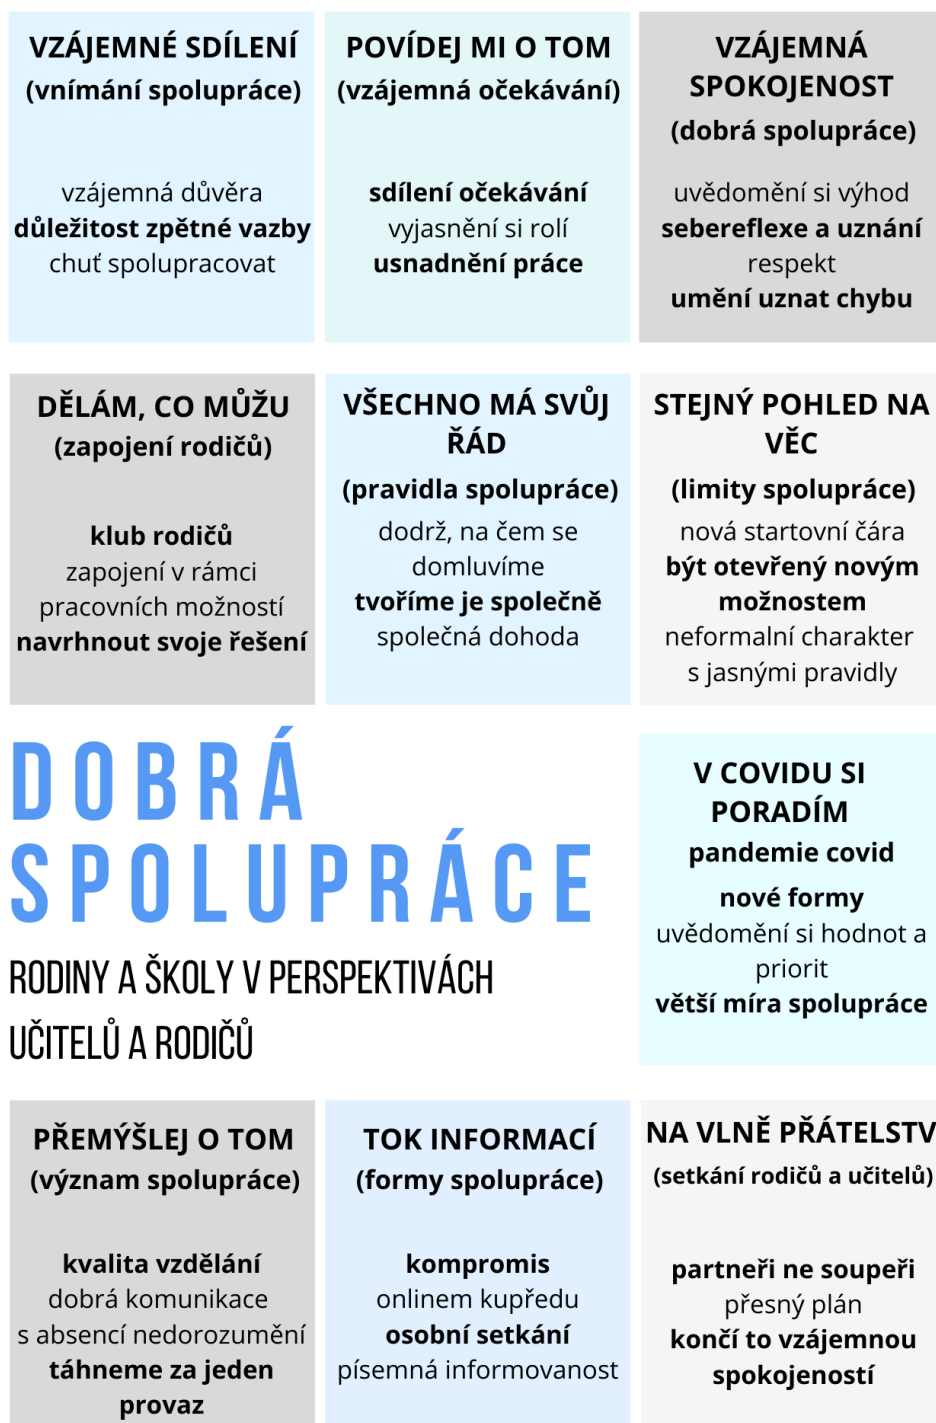 VZÁJEMNÉ SDÍLENÍ
(vnímání spolupráce)
vzájemná důvěra
důležitost zpětné vazby
chuť spolupracovat
POVÍDEJ MI O TOM
(vzájemná očekávání)
sdílení očekávání
vyjasnění si rolí
usnadnění práce
VZÁJEMNÁ
SPOKOJENOST
(dobrá spolupráce)
uvědomění si výhod
sebereflexe a uznání
respekt
umění uznat chybu
DĚLÁM, CO MŮŽU
(zapojení rodičů)
klub rodičů
zapojení v rámci
pracovních možností
navrhnout svoje řešení
VŠECHNO MÁ SVŮJ
ŘÁD
(pravidla spolupráce)
dodrž, na čem se
domluvíme
tvoříme je společně
společná dohoda
STEJNÝ POHLED NA
VĚC
(limity spolupráce)
nová startovní čára
být otevřený novým
možnostem
neformalní charakter
s jasnými pravidly
DOBRÁ
SPOLUPRÁCE
RODINY A ŠKOLY V PERSPEKTIVÁCH
UČITELŮ A RODIČŮ
V COVIDU SI
PORADÍM
pandemie covid
nové formy
uvědomění si hodnot a
priorit
větší míra spolupráce
PŘEMÝŠLEJ O TOM
(význam spolupráce)
kvalita vzdělání
dobrá komunikace
s absencí nedorozumění
táhneme za jeden
provaz
TOK INFORMACÍ
(formy spolupráce)
kompromis
onlinem kupředu
osobní setkání
písemná informovanost
NA VLNĚ PŘÁTELSTV
(setkání rodičů a učitelů)
partneři ne soupeři
přesný plán
končí to vzájemnou
spokojeností